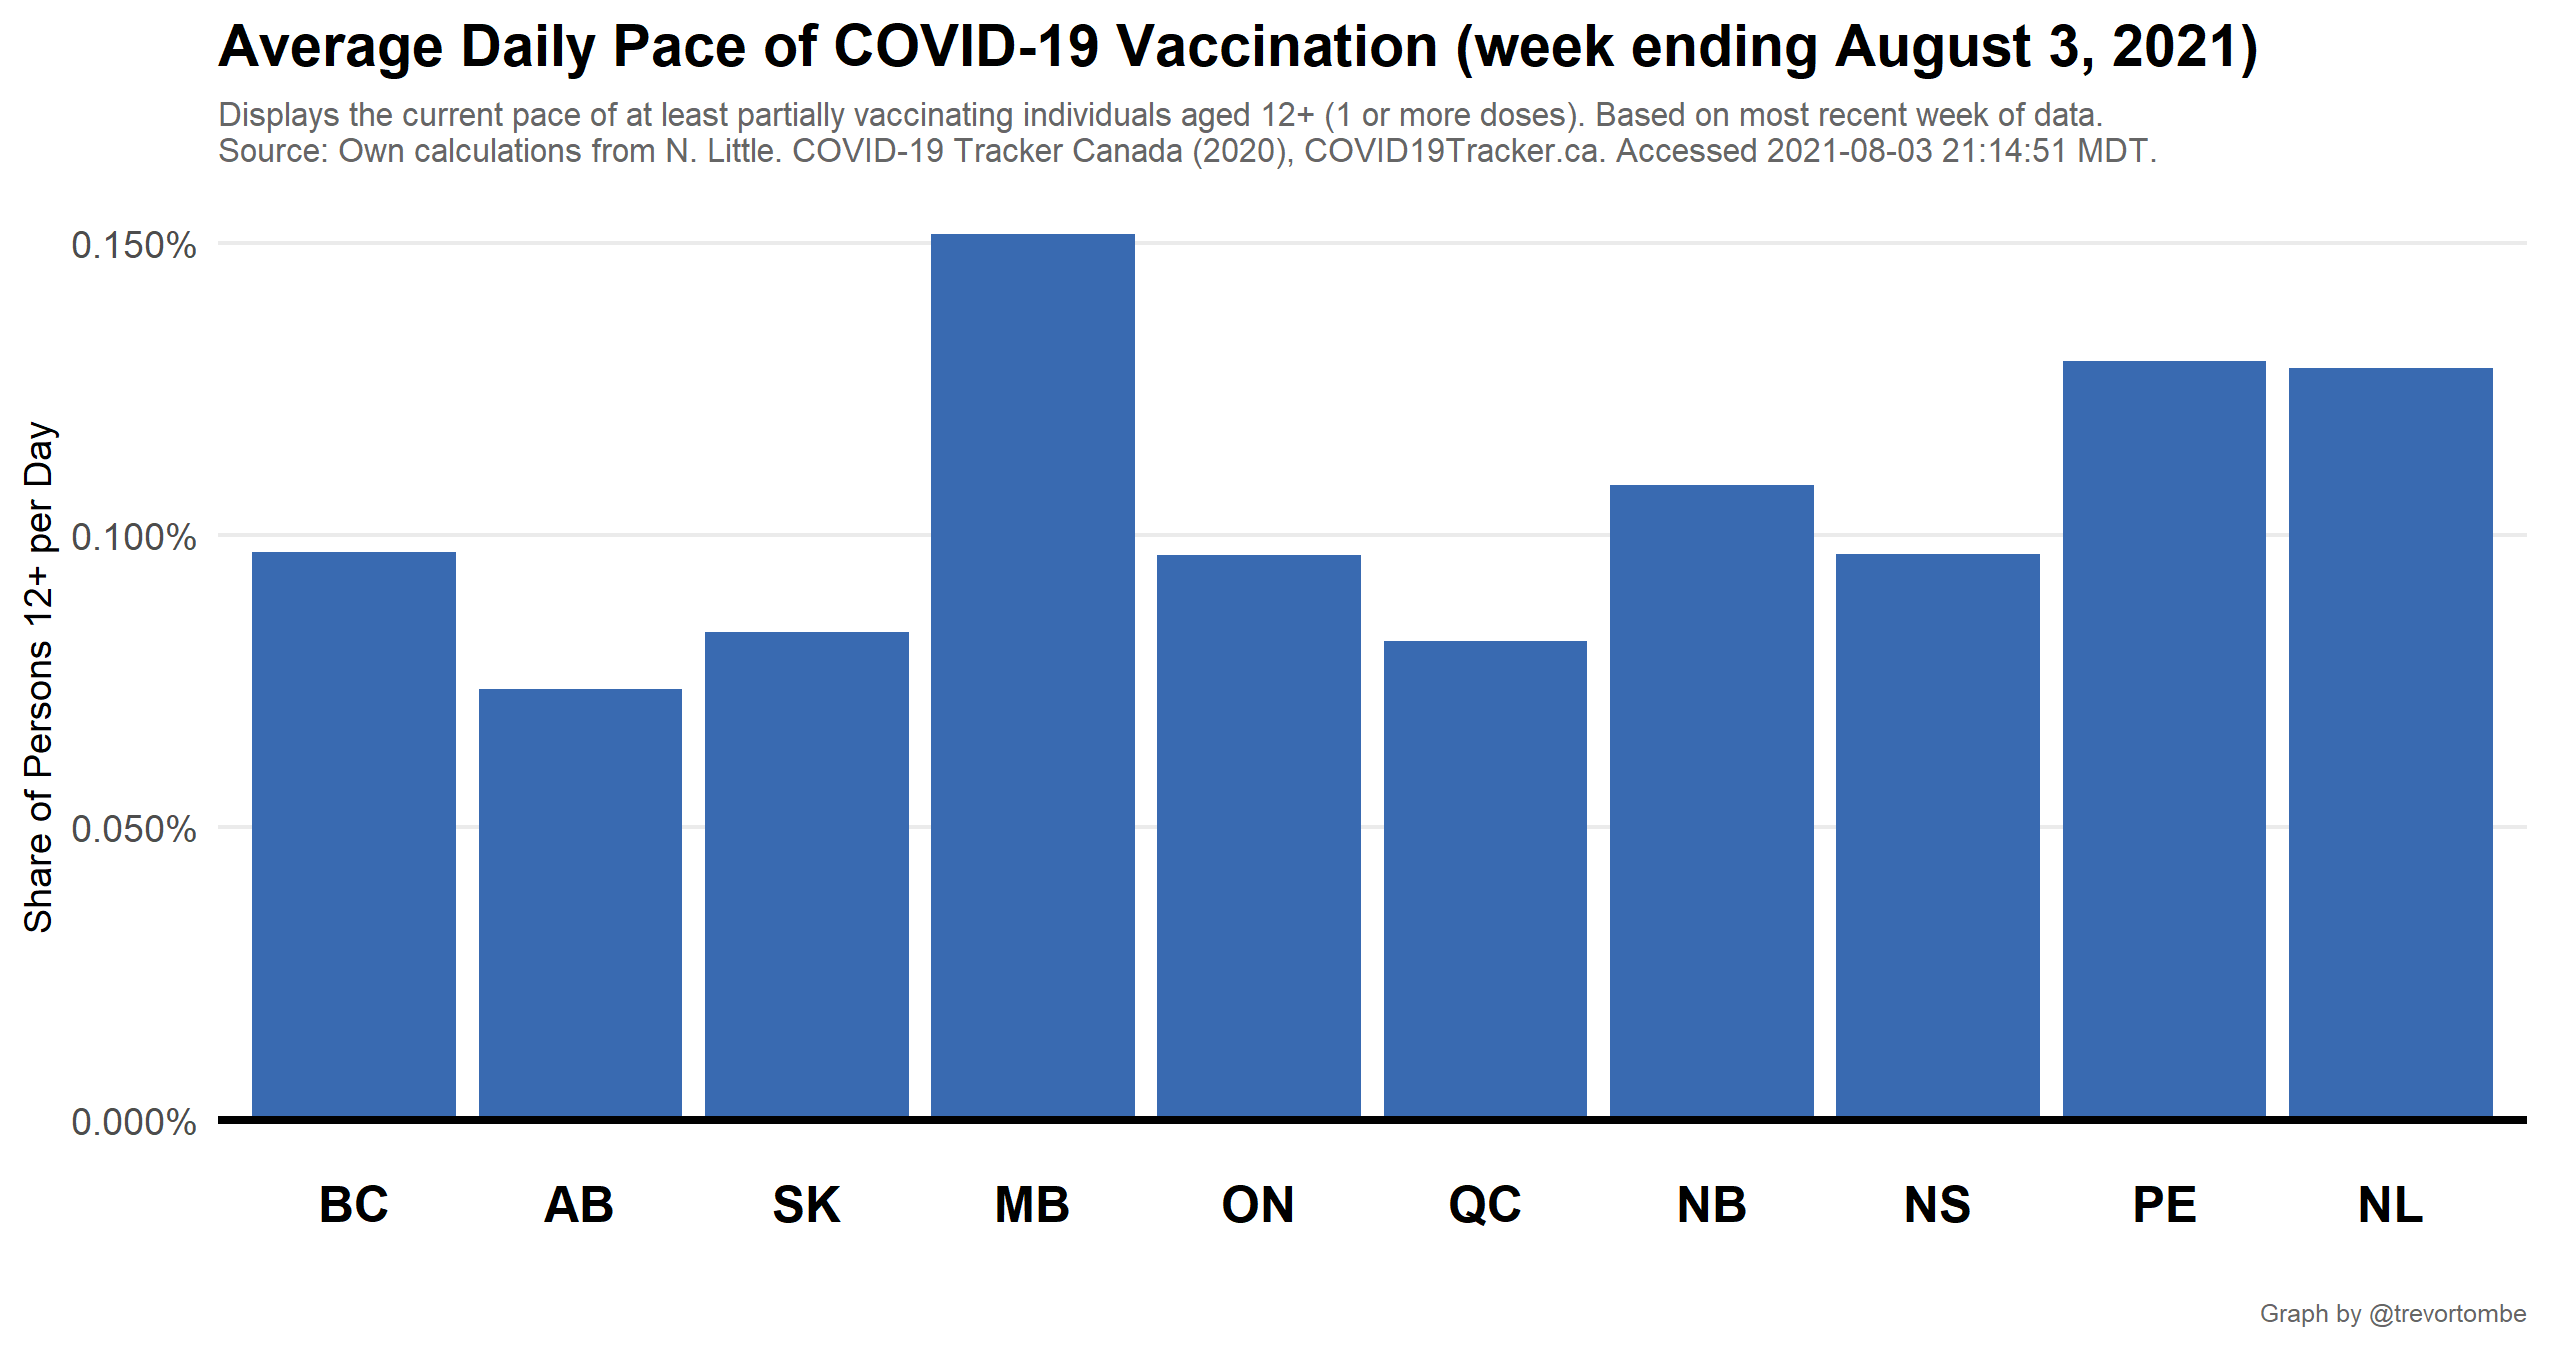 Average Daily Pace of COVID-19 Vaccination (week ending August 3, 2021)
Displays the current pace of at least partially vaccinating individuals aged 12+ (1 or more doses). Based on most recent week of data.
Source: Own calculations from N. Little. COVID-19 Tracker Canada (2020), COVID19Tracker.ca. Accessed 2021-08-03 21:14:51 MDT.
Share of Persons 12+ per Day
0.150%
0.100%
0.050%
0.000%
BC AB SK MB ON QC NB NS PE NL
Graph by @trevortombe